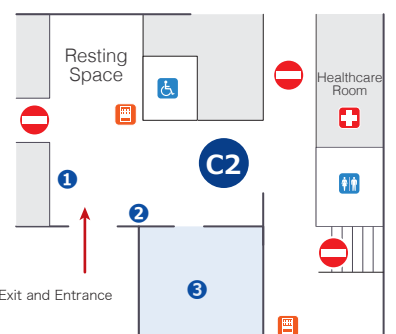 Resting
Space
Healthcare
Room
C2
1
2
3
Exit and Entrance